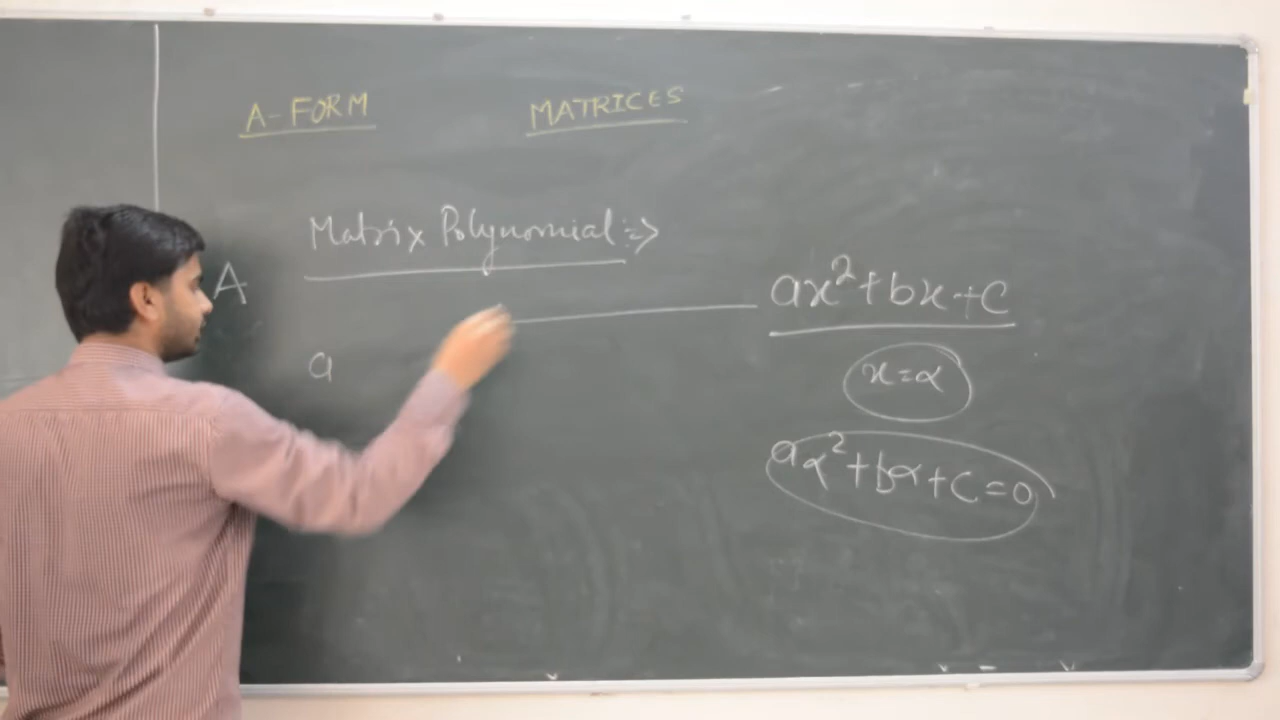 A-FORM MATRICES
Matrix Polynomial :⇒
A
ax²+bx+c
a
x=α
aα²+bα+c=0